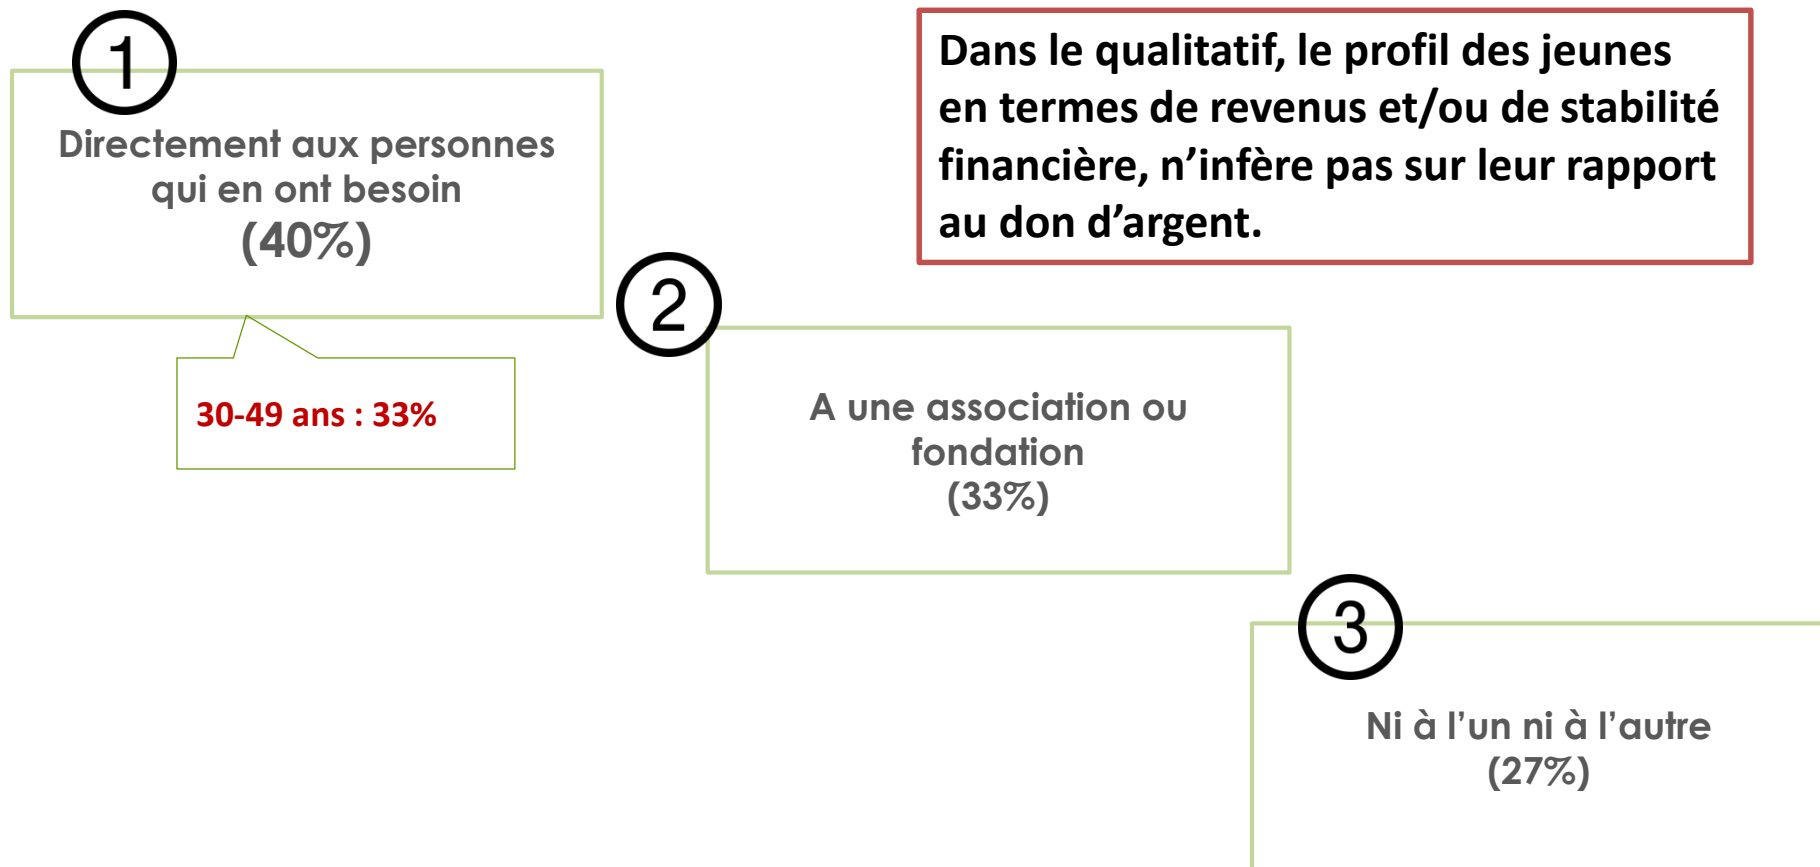 1
Directement aux personnes
qui en ont besoin
(40%)
30-49 ans : 33%
Dans le qualitatif, le profil des jeunes
en termes de revenus et/ou de stabilité
financière, n’infère pas sur leur rapport
au don d’argent.
2
A une association ou
fondation
(33%)
3
Ni à l’un ni à l’autre
(27%)